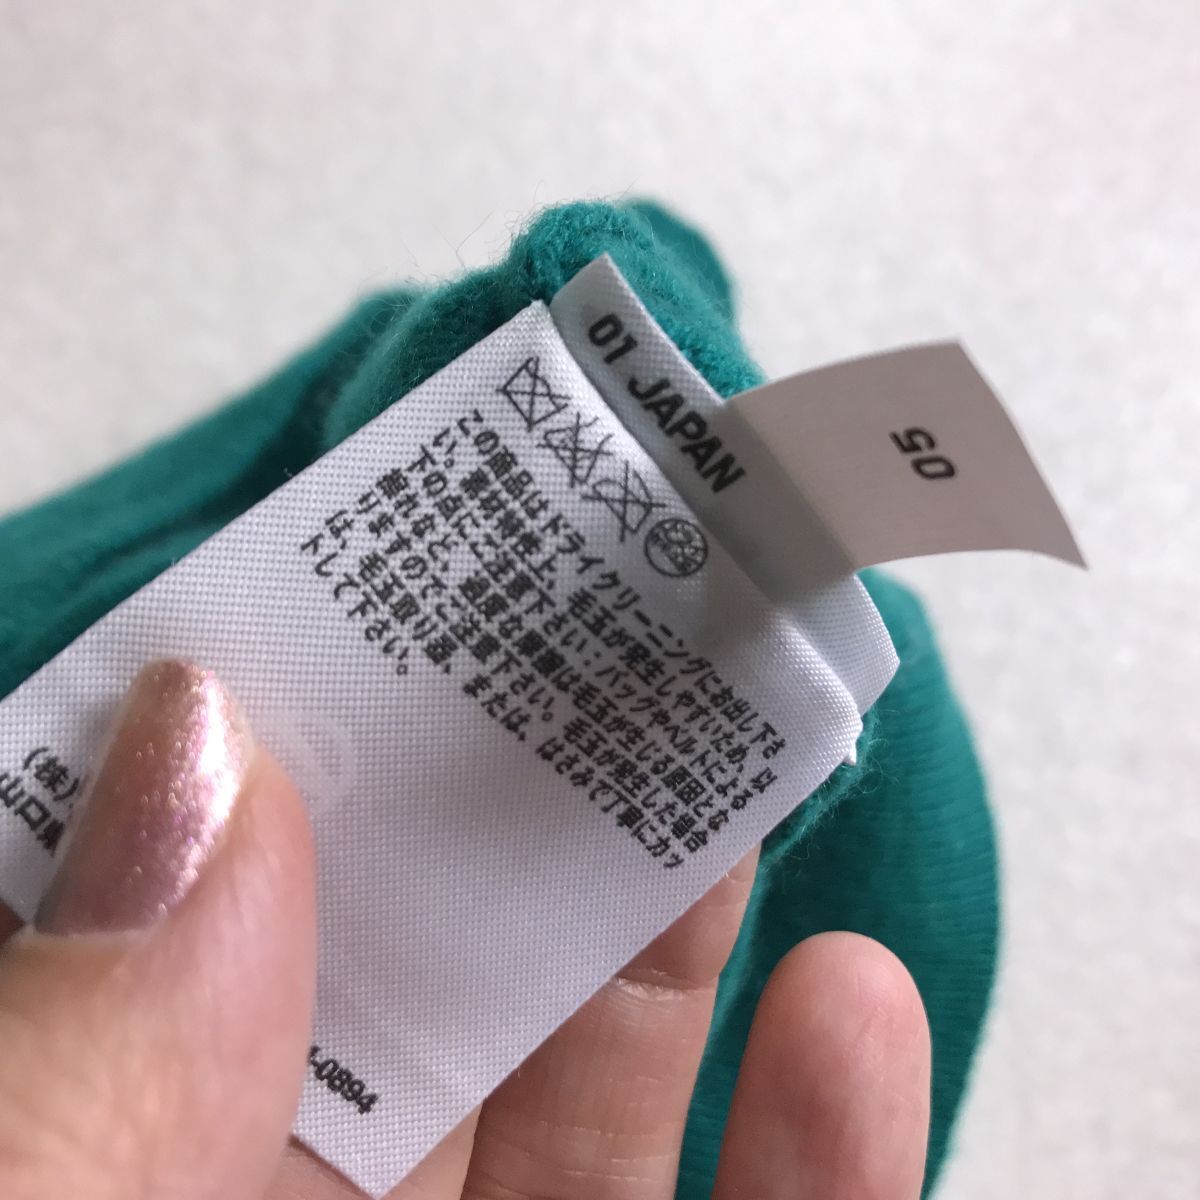 01 JAPAN
05
この商品はドライクリーニングにお出し下さ
い。素材特性上、毛玉が発生しやすいため、以
下の点にご注意下さい：バッグやベルトによる
擦れなど、過度な摩擦は毛玉が生じる原因とな
りますのでご注意下さい。毛玉が発生した場合
は、毛玉取り器、または、はさみで丁寧にカッ
トして下さい。
(株)
山口県
-0894